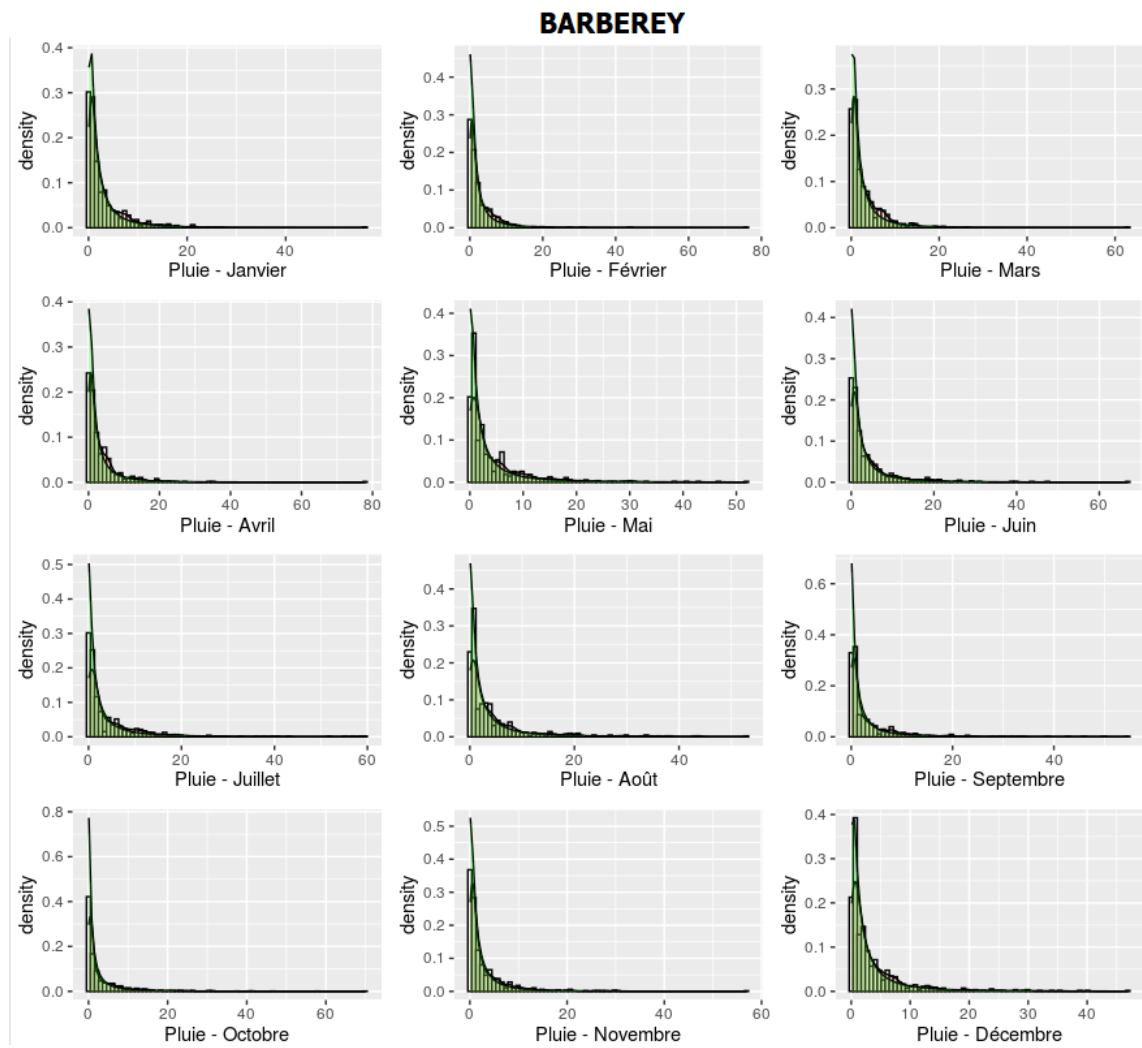 BARBEREY
density
0.4
0.3
0.2
0.1
0.0
0 20 40
Pluie - Janvier
density
0.4
0.3
0.2
0.1
0.0
0 20 40 60 80
Pluie - Février
density
0.3
0.2
0.1
0.0
0 20 40 60
Pluie - Mars
density
0.4
0.3
0.2
0.1
0.0
0 20 40 60 80
Pluie - Avril
density
0.4
0.3
0.2
0.1
0.0
0 10 20 30 40 50
Pluie - Mai
density
0.4
0.3
0.2
0.1
0.0
0 20 40 60
Pluie - Juin
density
0.5
0.4
0.3
0.2
0.1
0.0
0 20 40 60
Pluie - Juillet
density
0.4
0.3
0.2
0.1
0.0
0 20 40
Pluie - Août
density
0.6
0.4
0.2
0.0
0 20 40
Pluie - Septembre
density
0.8
0.6
0.4
0.2
0.0
0 20 40 60
Pluie - Octobre
density
0.5
0.4
0.3
0.2
0.1
0.0
0 20 40 60
Pluie - Novembre
density
0.4
0.3
0.2
0.1
0.0
0 10 20 30 40
Pluie - Décembre